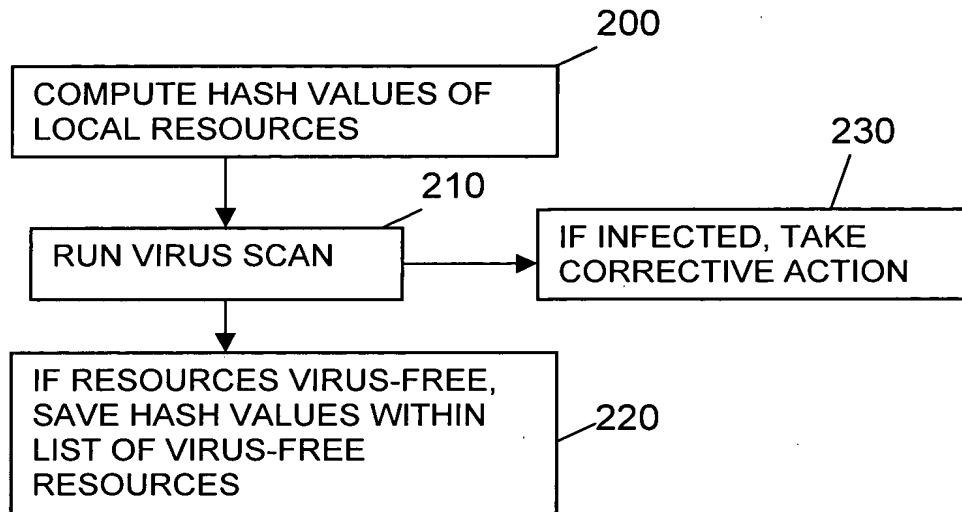 200
COMPUTE HASH VALUES OF
LOCAL RESOURCES
230
210
RUN VIRUS SCAN
IF INFECTED, TAKE
CORRECTIVE ACTION
IF RESOURCES VIRUS-FREE,
SAVE HASH VALUES WITHIN
LIST OF VIRUS-FREE
RESOURCES
220